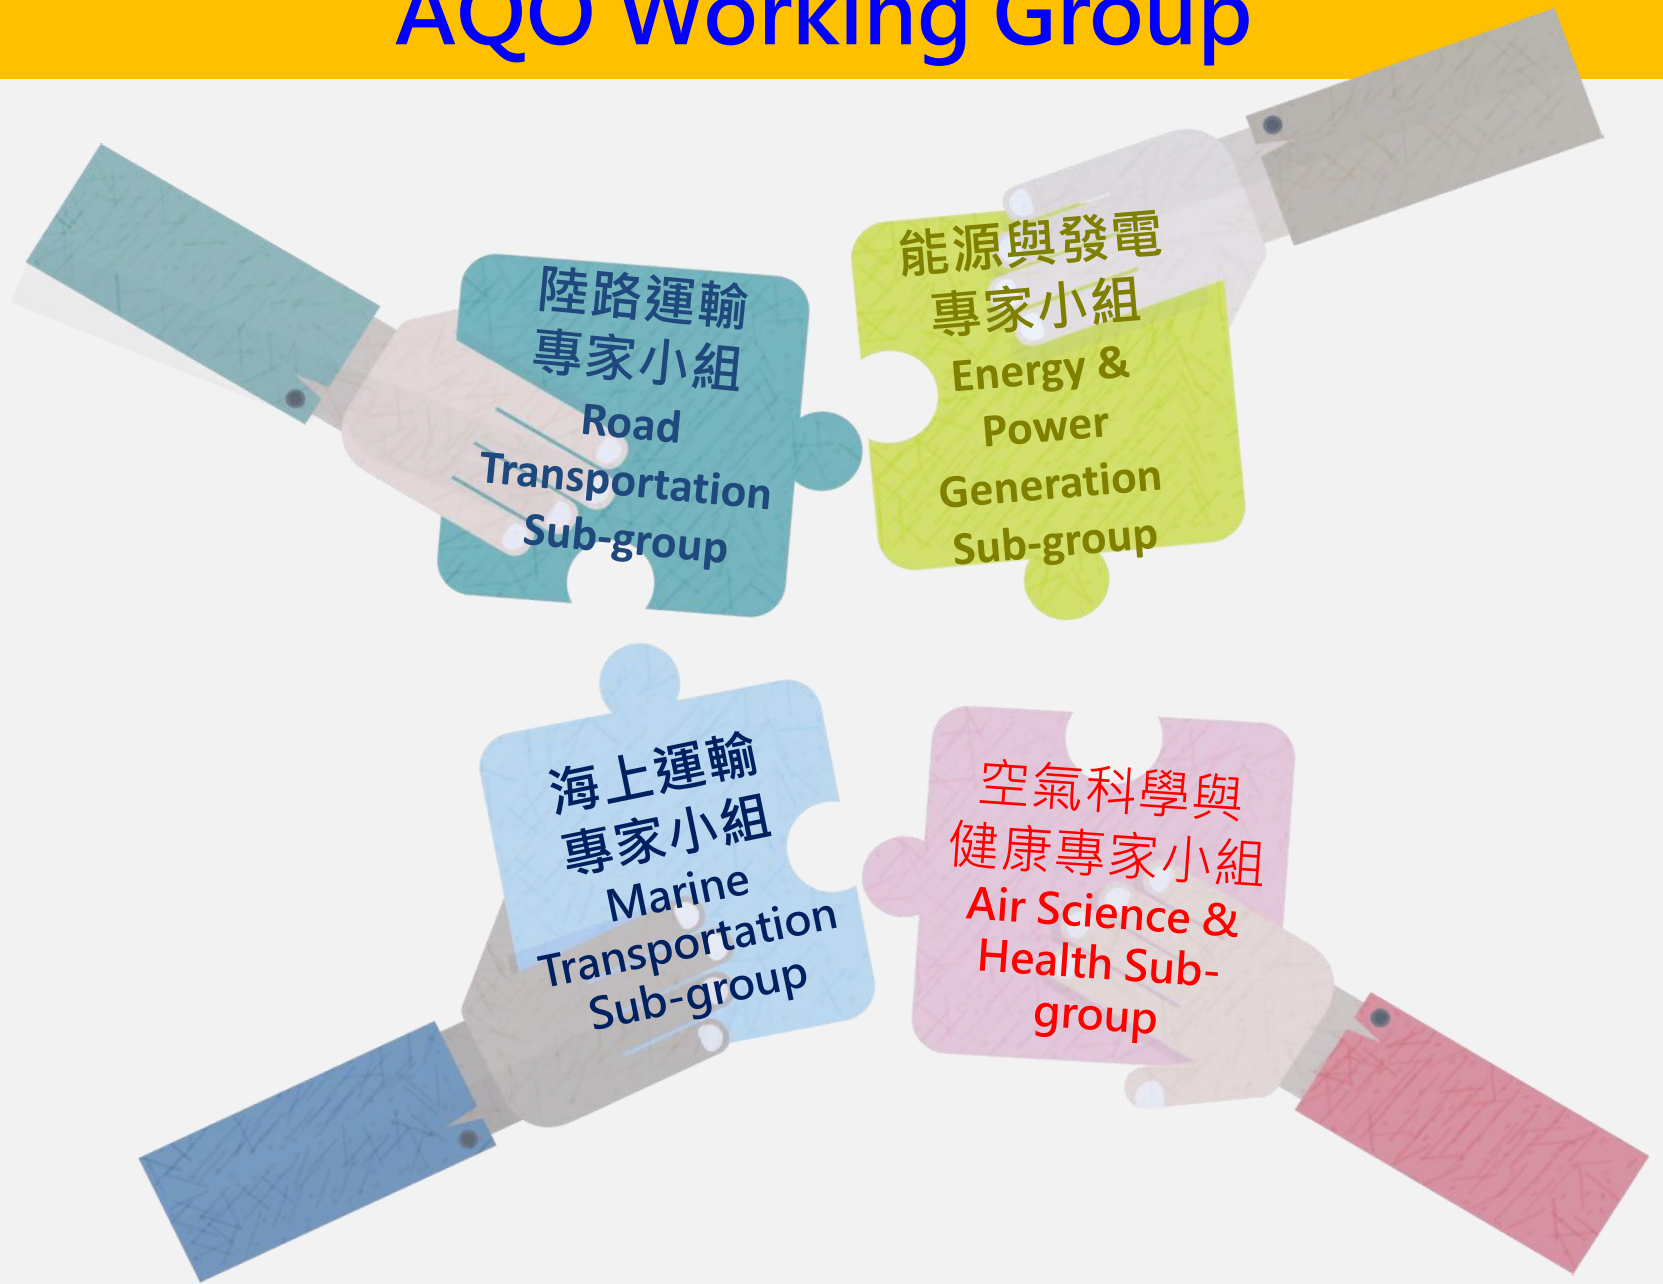 AQO Working Group
陸路運輸
專家小組
Road
Transportation
Sub-group
能源與發電
專家小組
Energy &
Power
Generation
Sub-group
海上運輸
專家小組
Marine
Transportation
Sub-group
空氣科學與
健康專家小組
Air Science &
Health Sub-
group